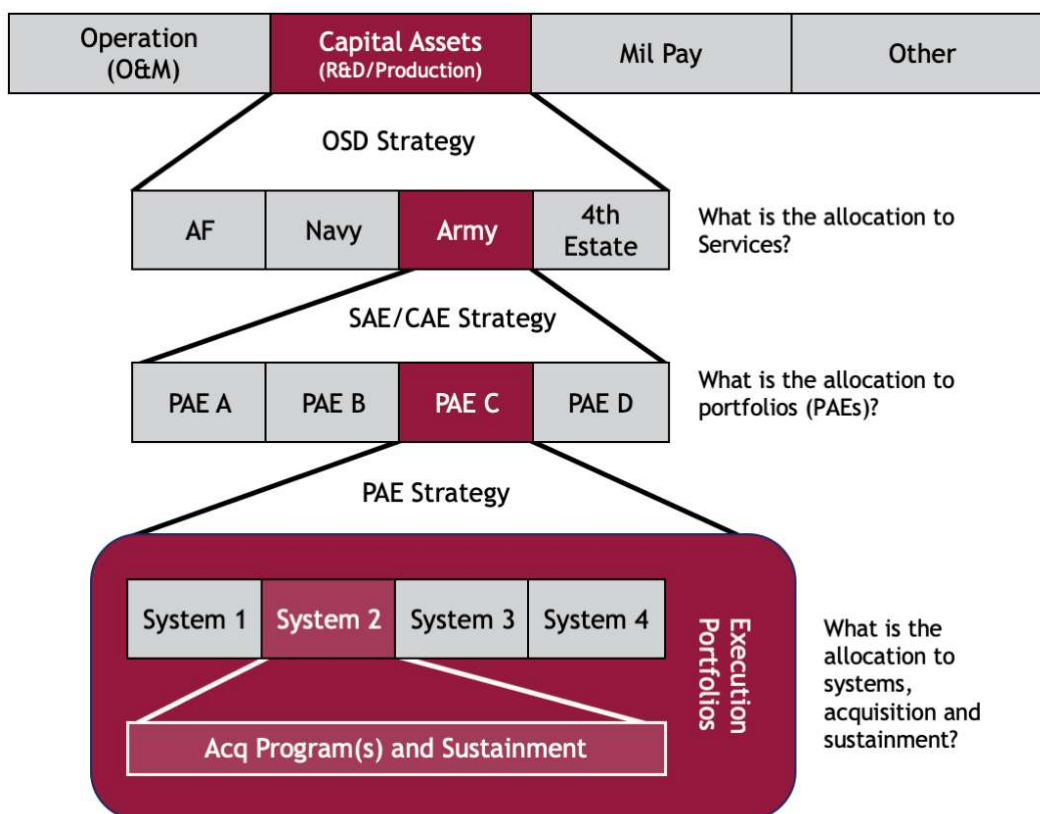 Operation
(O&M)
Capital Assets
(R&D/Production)
Mil Pay
Other
OSD Strategy
AF
Navy
Army
4th
Estate
What is the allocation to
Services?
SAE/CAE Strategy
PAE A
PAE B
PAE C
PAE D
What is the allocation to
portfolios (PAEs)?
PAE Strategy
System 1
System 2
System 3
System 4
Execution
Portfolios
What is the
allocation to
systems,
acquisition and
sustainment?
Acq Program(s) and Sustainment